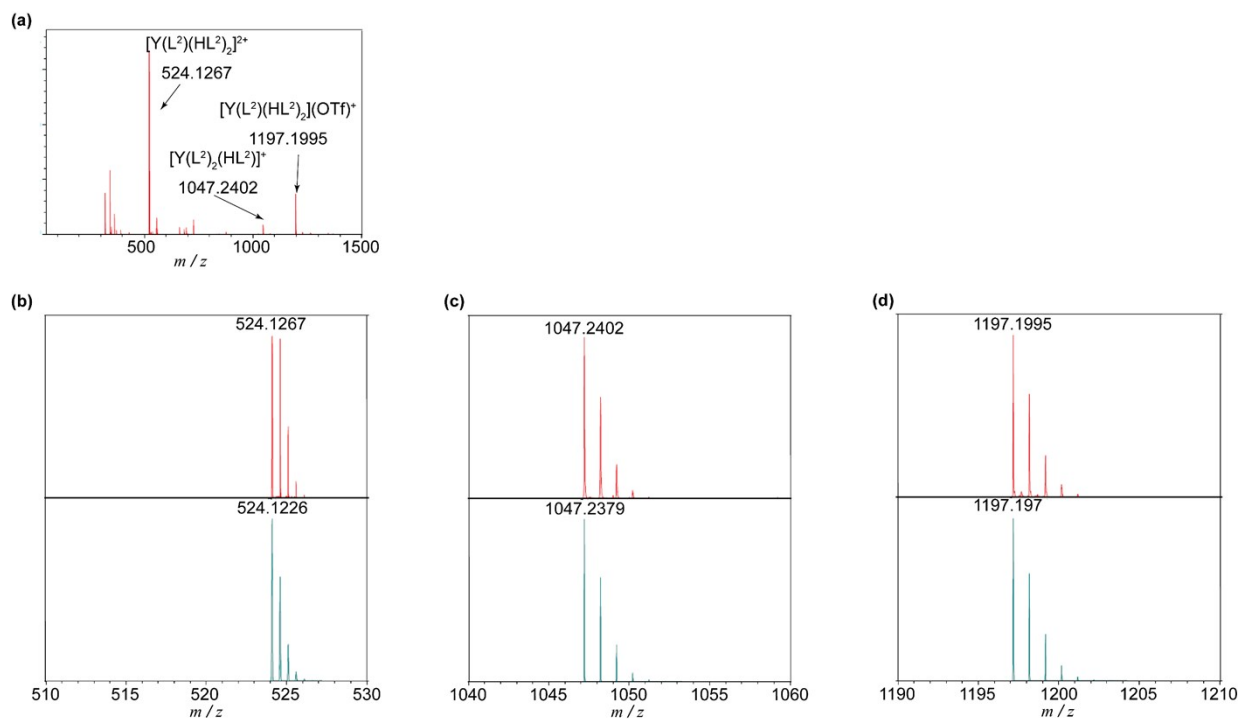 (a)
[Y(L²)(HL²)₂]²⁺
524.1267
[Y(L²)(HL²)₂](OTf)⁺
1197.1995
[Y(L²)₂(HL²)]⁺
1047.2402
500 1000 1500
m / z
(b) (c) (d)
524.1267 1047.2402 1197.1995
524.1226 1047.2379 1197.197
510 515 520 525 530 1040 1045 1050 1055 1060 1190 1195 1200 1205 1210
m / z m / z m / z